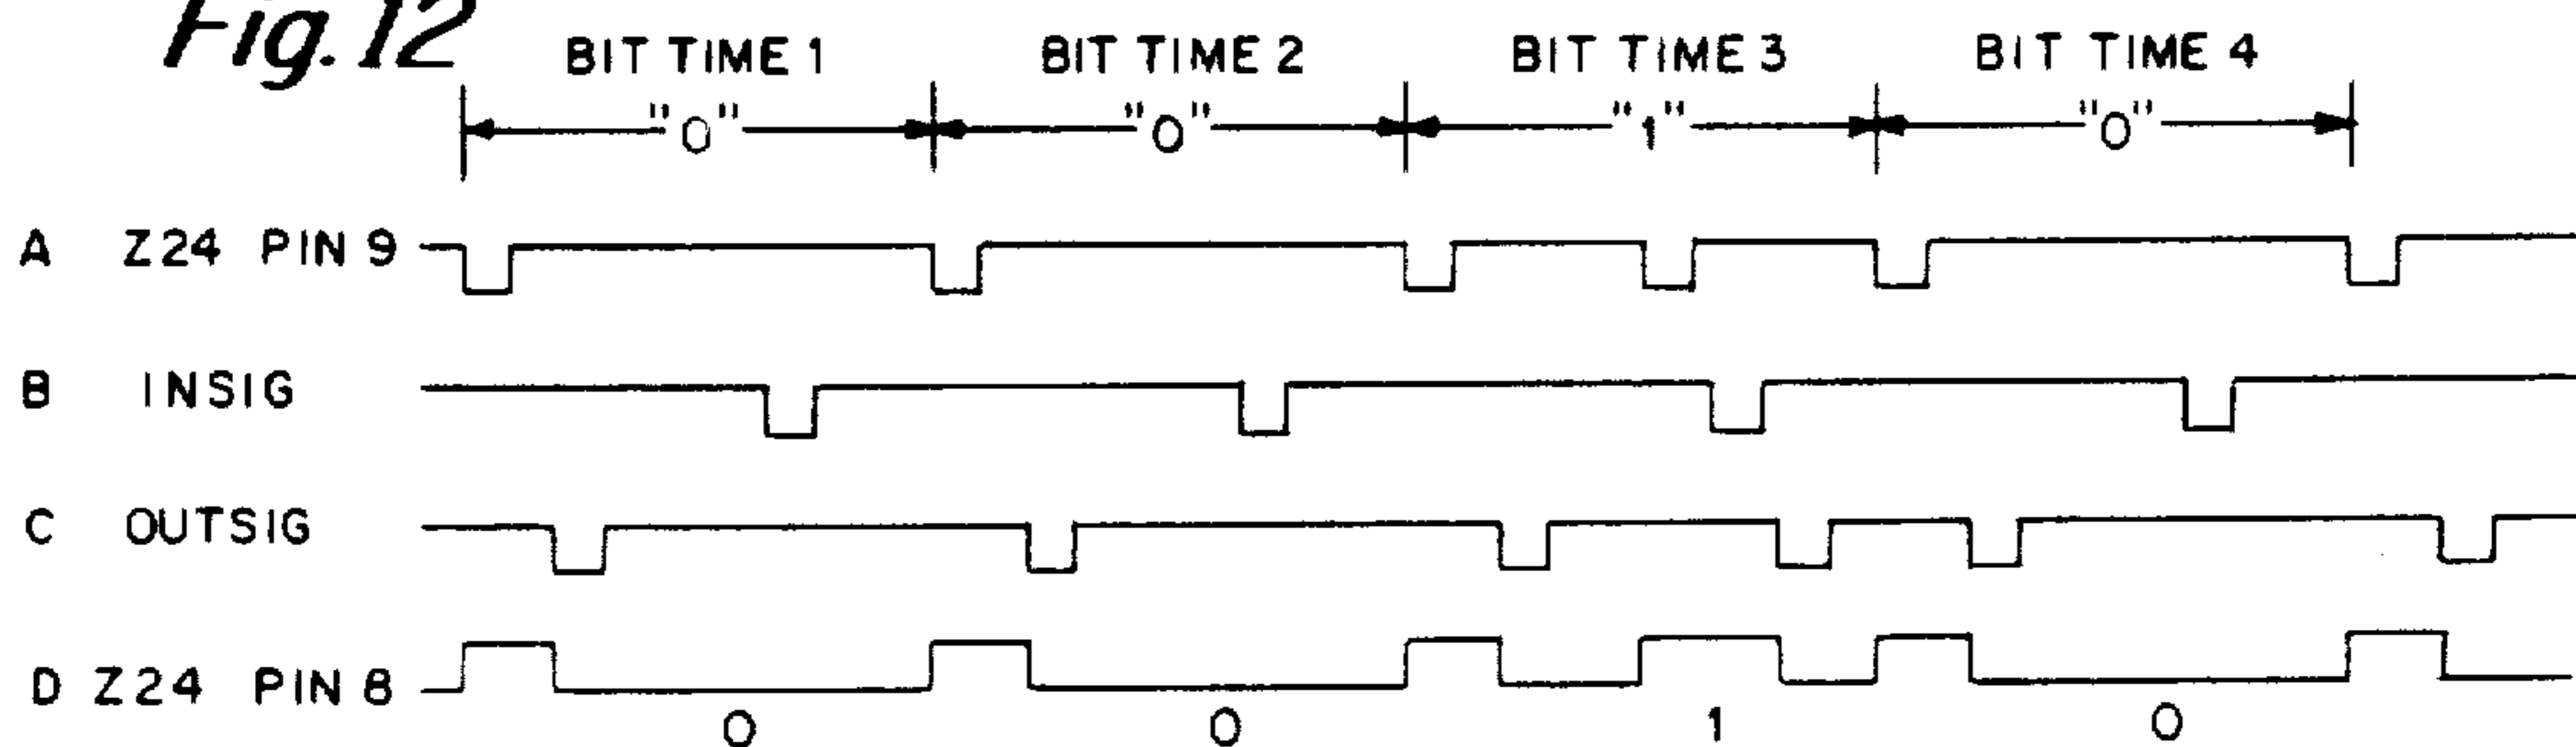 Fig. 12
BIT TIME 1 BIT TIME 2 BIT TIME 3 BIT TIME 4
"0" "0" "1" "0"
A Z24 PIN 9
B INSIG
C OUTSIG
D Z24 PIN 8
0 0 1 0